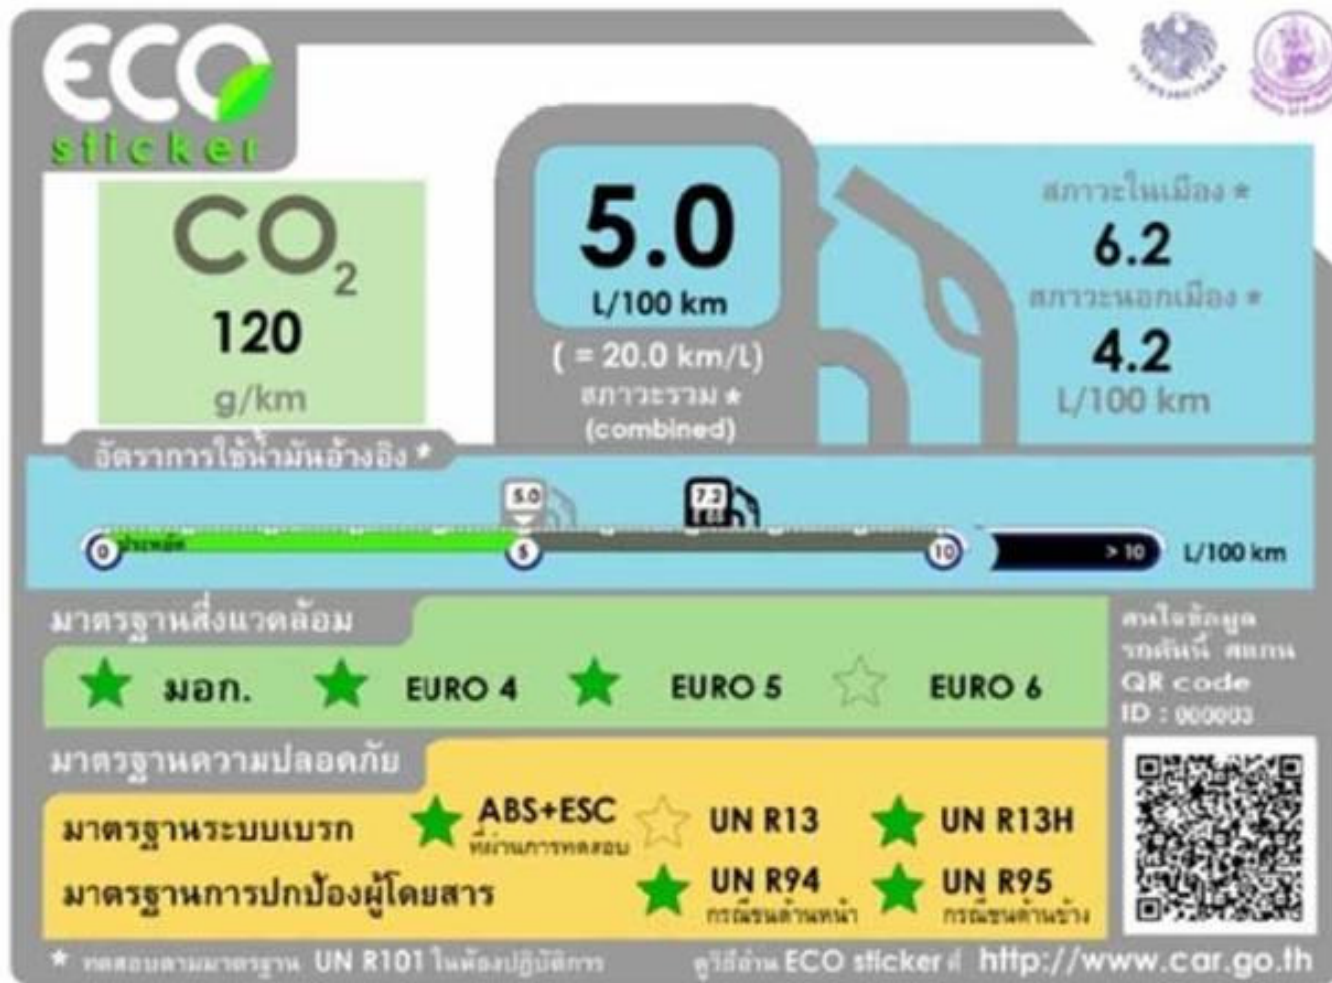 ECO
sticker
CO2
120
g/km
5.0
L/100 km
( = 20.0 km/L)
สภาวะรวม *
(combined)
สภาวะในเมือง *
6.2
สภาวะนอกเมือง *
4.2
L/100 km
อัตราการใช้น้ำมันอ้างอิง *
5.0
7.2
0 ประหยัด
5
10
> 10
L/100 km
มาตรฐานสิ่งแวดล้อม
มอก. EURO 4 EURO 5 EURO 6
สนใจข้อมูล
รถคันนี้ สแกน
QR code
ID : 000003
มาตรฐานความปลอดภัย
มาตรฐานระบบเบรก ABS+ESC UN R13 UN R13H
ที่ผ่านการทดสอบ
มาตรฐานการปกป้องผู้โดยสาร UN R94 UN R95
กรณีชนด้านหน้า กรณีชนด้านข้าง
* ทดสอบตามมาตรฐาน UN R101 ในห้องปฏิบัติการ ดูวิธีอ่าน ECO sticker ที่ http://www.car.go.th